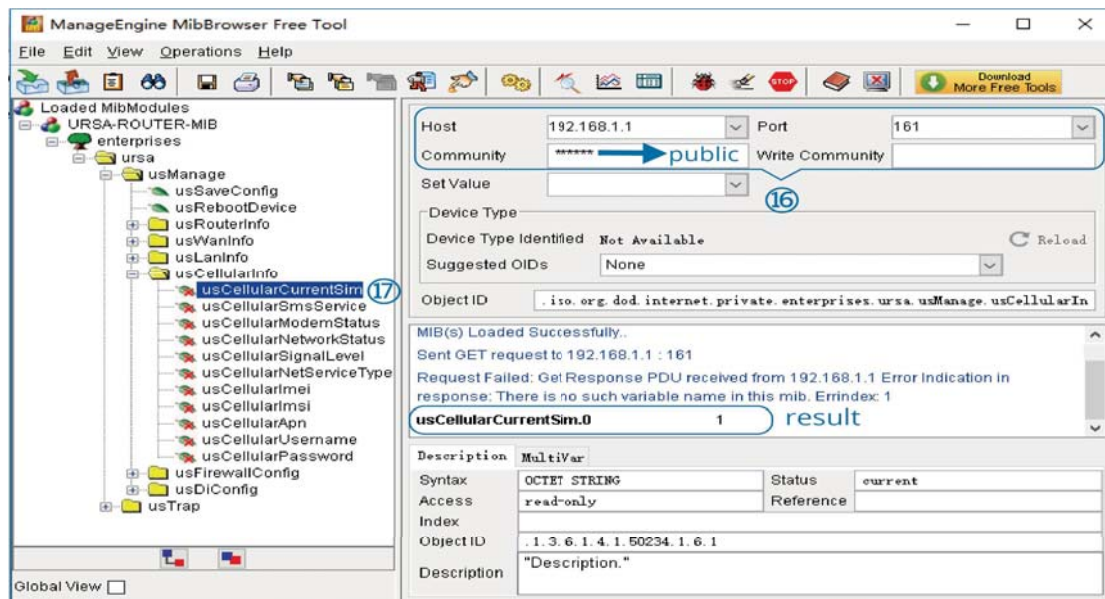 ManageEngine MibBrowser Free Tool
File Edit View Operations Help
Download
More Free Tools
Loaded MibModules
URSA-ROUTER-MIB
enterprises
ursa
usManage
usSaveConfig
usRebootDevice
usRouterInfo
usWanInfo
usLanInfo
usCellularInfo
usCellularCurrentSim ⑰
usCellularSmsService
usCellularModemStatus
usCellularNetworkStatus
usCellularSignalLevel
usCellularNetServiceType
usCellularImei
usCellularImsi
usCellularApn
usCellularUsername
usCellularPassword
usFirewallConfig
usDiConfig
usTrap
Global View
Host 192.168.1.1 Port 161
Community ****** public Write Community
Set Value
⑯
Device Type
Device Type Identified Not Available Reload
Suggested OIDs None
Object ID .iso.org.dod.internet.private.enterprises.ursa.usManage.usCellularIn
MIB(s) Loaded Successfully..
Sent GET request to 192.168.1.1 : 161
Request Failed: Get Response PDU received from 192.168.1.1 Error Indication in
response: There is no such variable name in this mib. Errindex: 1
usCellularCurrentSim.0 1 result
Description MultiVar
Syntax OCTET STRING Status current
Access read-only Reference
Index
Object ID .1.3.6.1.4.1.50234.1.6.1
Description "Description."
STOP